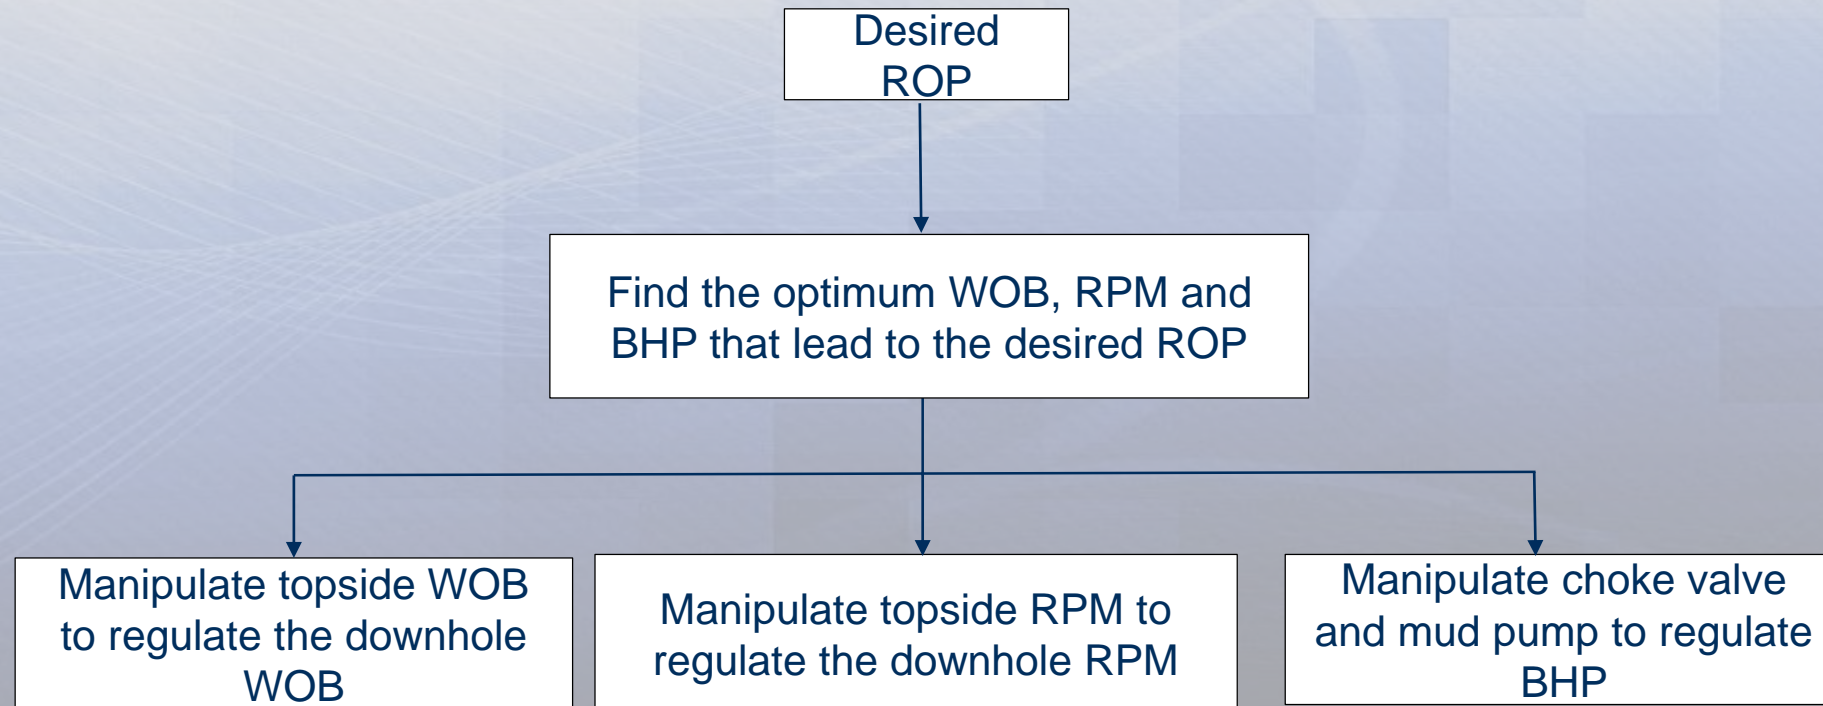 Desired
ROP
Find the optimum WOB, RPM and
BHP that lead to the desired ROP
Manipulate topside WOB
to regulate the downhole
WOB
Manipulate topside RPM to
regulate the downhole RPM
Manipulate choke valve
and mud pump to regulate
BHP